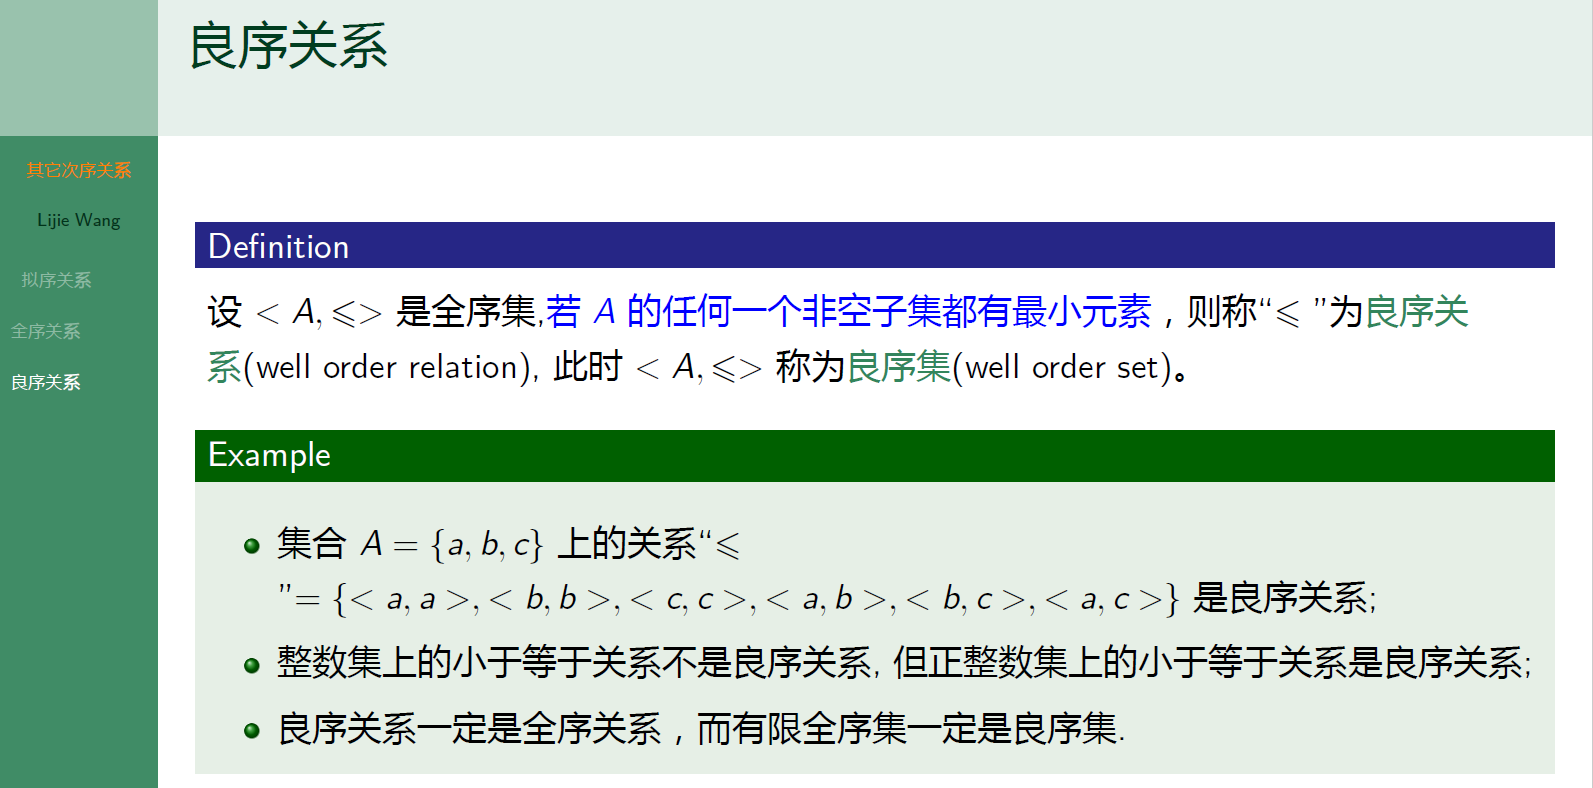 良序关系
其它次序关系
Lijie Wang
拟序关系
全序关系
良序关系
Definition
设 < A, ⩽> 是全序集,若 A 的任何一个非空子集都有最小元素，则称“⩽ ”为良序关
系(well order relation), 此时 < A, ⩽> 称为良序集(well order set)。
Example
集合 A = {a, b, c} 上的关系“⩽
”= {< a, a >, < b, b >, < c, c >, < a, b >, < b, c >, < a, c >} 是良序关系;
整数集上的小于等于关系不是良序关系, 但正整数集上的小于等于关系是良序关系;
良序关系一定是全序关系，而有限全序集一定是良序集.